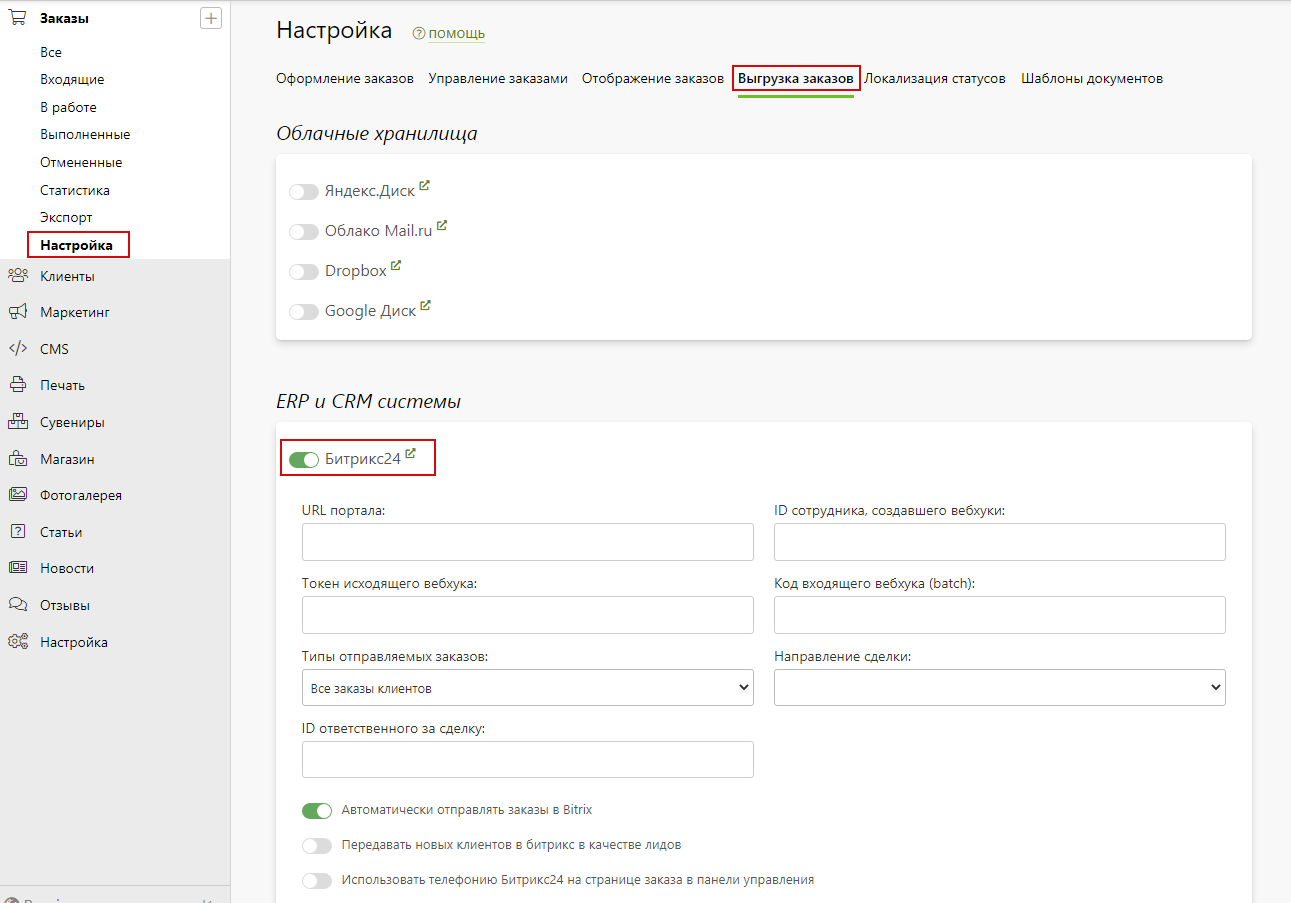 Заказы
Все
Входящие
В работе
Выполненные
Отмененные
Статистика
Экспорт
Настройка
Клиенты
Маркетинг
CMS
Печать
Сувениры
Магазин
Фотогалерея
Статьи
Новости
Отзывы
Настройка
Настройка помощь
Оформление заказов Управление заказами Отображение заказов Выгрузка заказов Локализация статусов Шаблоны документов
Облачные хранилища
Яндекс.Диск
Облако Mail.ru
Dropbox
Google Диск
ERP и CRM системы
Битрикс24
URL портала: ID сотрудника, создавшего вебхуки:
Токен исходящего вебхука: Код входящего вебхука (batch):
Типы отправляемых заказов: Направление сделки:
Все заказы клиентов
ID ответственного за сделку:
Автоматически отправлять заказы в Bitrix
Передавать новых клиентов в битрикс в качестве лидов
Использовать телефонию Битрикс24 на странице заказа в панели управления